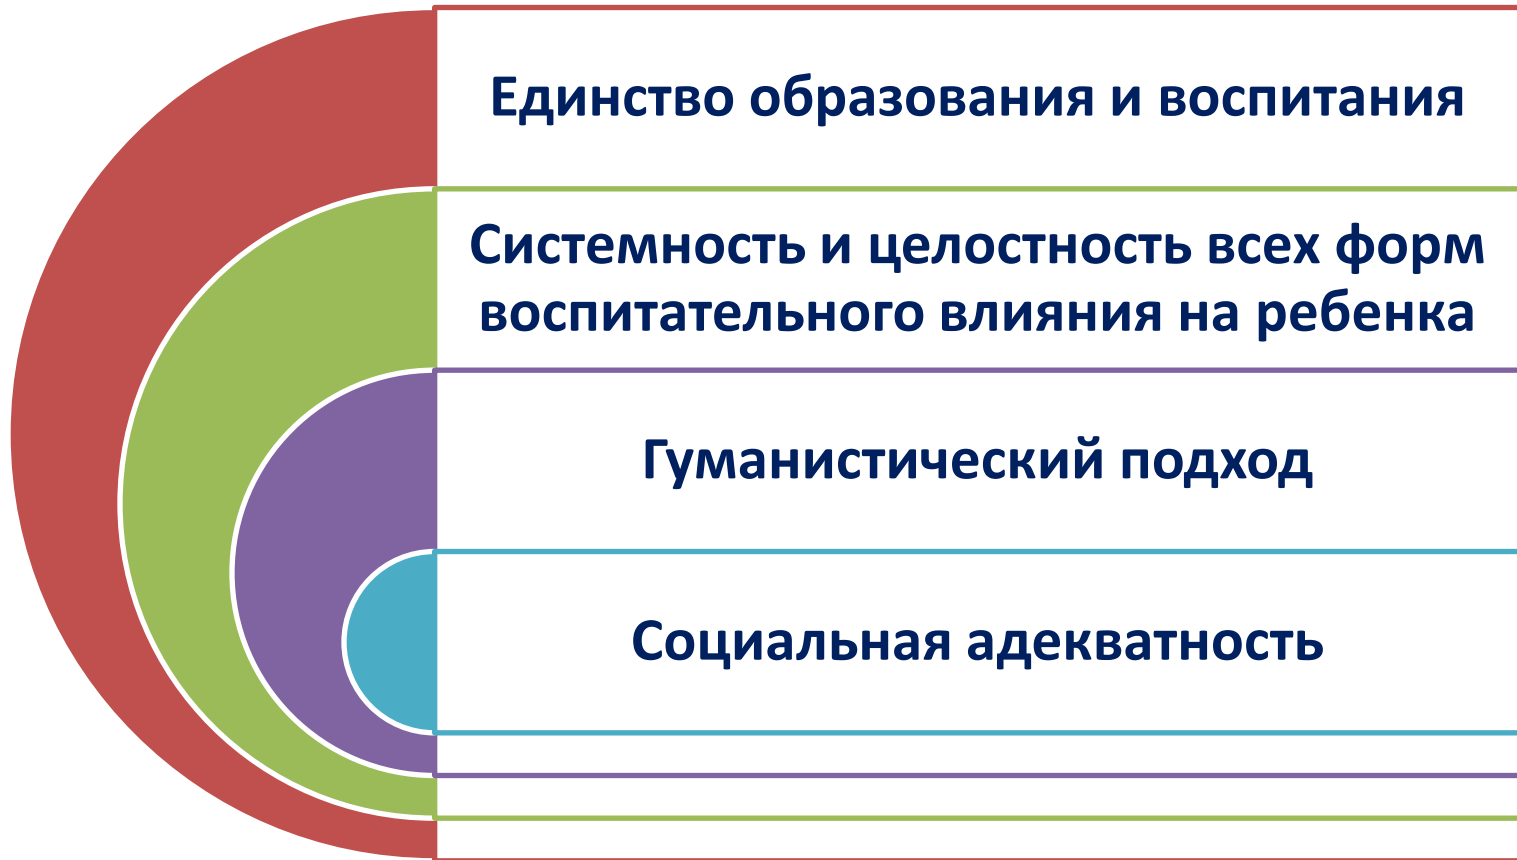 Единство образования и воспитания
Системность и целостность всех форм
воспитательного влияния на ребенка
Гуманистический подход
Социальная адекватность